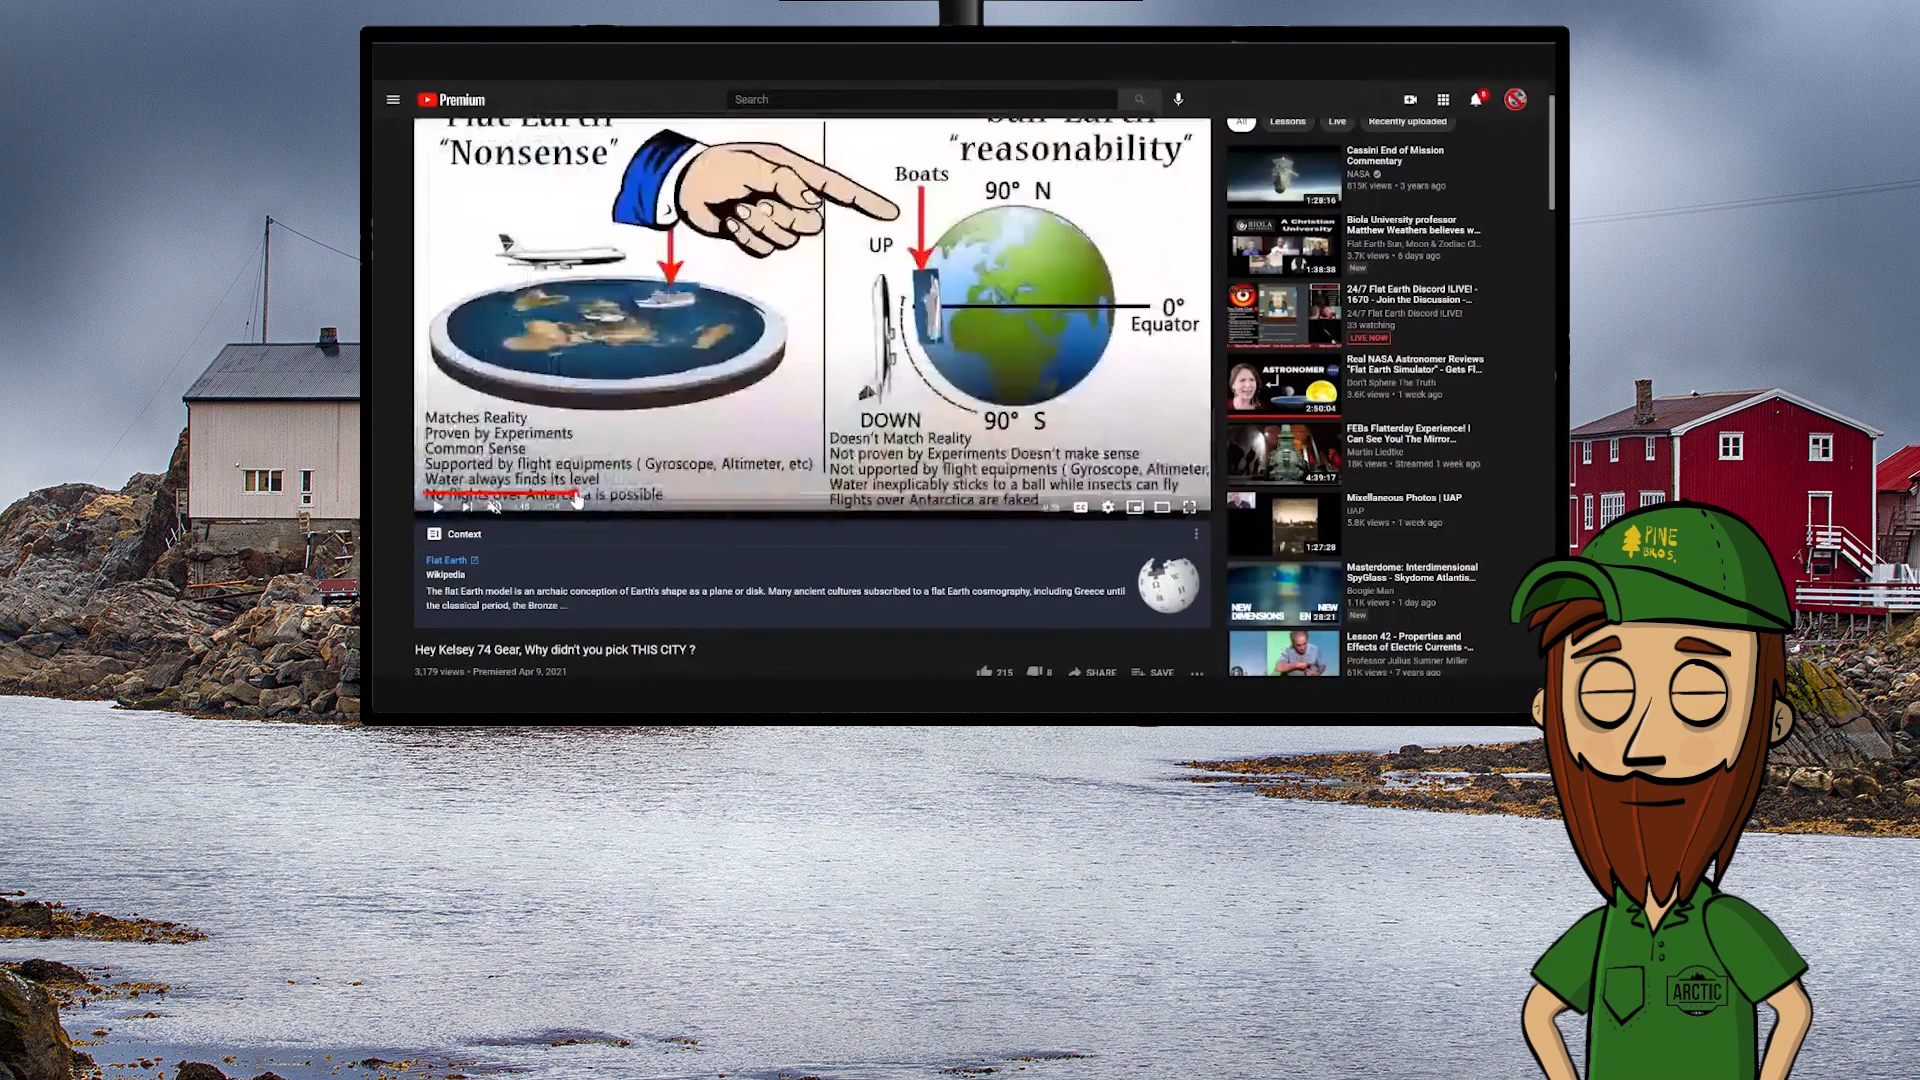 Premium
Search
8
Flat Earth
"Nonsense"
Ball Earth
"reasonability"
Boats
90° N
UP
0°
Equator
DOWN
90° S
Matches Reality
Proven by Experiments
Common Sense
Supported by flight equipments ( Gyroscope, Altimeter, etc)
Water always finds its level
No flights over Antarctica is possible
Doesn't Match Reality
Not proven by Experiments Doesn't make sense
Not upported by flight equipments ( Gyroscope, Altimeter,
Water inexplicably sticks to a ball while insects can fly
Flights over Antarctica are faked
Context
Flat Earth
Wikipedia
The flat Earth model is an archaic conception of Earth's shape as a plane or disk. Many ancient cultures subscribed to a flat Earth cosmography, including Greece until
the classical period, the Bronze ...
Hey Kelsey 74 Gear, Why didn't you pick THIS CITY ?
3,179 views • Premiered Apr 9, 2021
215
8
SHARE
SAVE
All
Lessons
Live
Recently uploaded
Cassini End of Mission
Commentary
NASA
815K views • 3 years ago
1:28:16
Biola University professor
Matthew Weathers believes w...
Flat Earth Sun, Moon & Zodiac Cl...
3.7K views • 6 days ago
New
BIOLA
A Christian
University
1:38:38
24/7 Flat Earth Discord !LIVE! -
1670 - Join the Discussion -...
24/7 Flat Earth Discord !LIVE!
33 watching
LIVE NOW
Real NASA Astronomer Reviews
"Flat Earth Simulator" - Gets Fl...
Don't Sphere The Truth
3.6K views • 1 week ago
ASTRONOMER
2:50:04
FEBs Flatterday Experience! I
Can See You! The Mirror...
Martin Liedtke
18K views • Streamed 1 week ago
4:39:17
Mixellaneous Photos | UAP
UAP
5.8K views • 1 week ago
1:27:28
Masterdome: Interdimensional
SpyGlass - Skydome Atlantis...
Boogie Man
1.1K views • 1 day ago
New
NEW
DIMENSIONS
NEW
EN
28:21
Lesson 42 - Properties and
Effects of Electric Currents -...
Professor Julius Sumner Miller
61K views • 7 years ago
PINE
BROS.
ARCTIC